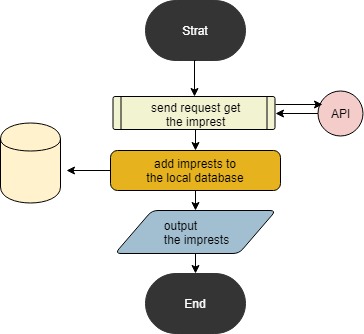 Strat
send request get
the imprest
API
add imprests to
the local database
output
the imprests
End